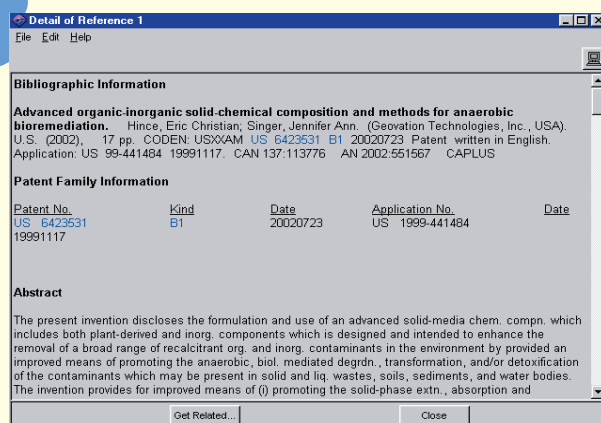 Detail of Reference 1
File Edit Help
Bibliographic Information
Advanced organic-inorganic solid-chemical composition and methods for anaerobic
bioremediation. Hince, Eric Christian; Singer, Jennifer Ann. (Geovation Technologies, Inc., USA).
U.S. (2002), 17 pp. CODEN: USXXAM US 6423531 B1 20020723 Patent written in English.
Application: US 99-441484 19991117. CAN 137:113776 AN 2002:551567 CAPLUS
Patent Family Information
Patent No. Kind Date Application No. Date
US 6423531 B1 20020723 US 1999-441484
19991117
Abstract
The present invention discloses the formulation and use of an advanced solid-media chem. compn. which
includes both plant-derived and inorg. components which is designed and intended to enhance the
removal of a broad range of recalcitrant org. and inorg. contaminants in the environment by provided an
improved means of promoting the anaerobic, biol. mediated degrdn., transformation, and/or detoxification
of the contaminants which may be present in solid and liq. wastes, soils, sediments, and water bodies.
The invention provides for improved means of (i) promoting the solid-phase extn., absorption and
Get Related... Close